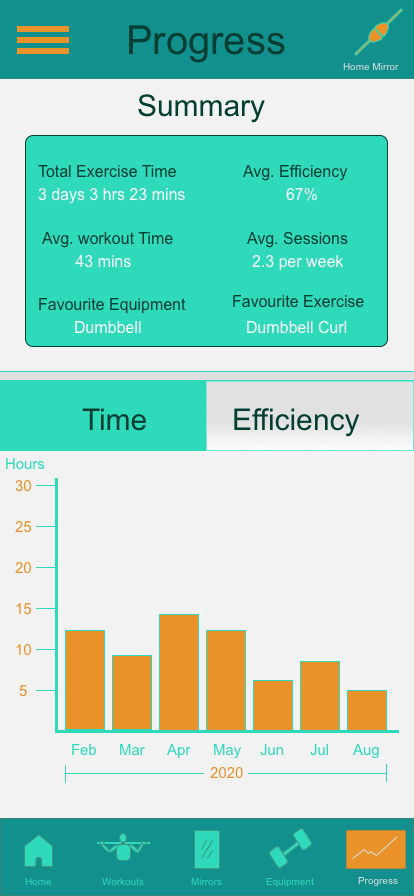 Progress
Home Mirror
Summary
Total Exercise Time
3 days 3 hrs 23 mins
Avg. Efficiency
67%
Avg. workout Time
43 mins
Avg. Sessions
2.3 per week
Favourite Equipment
Dumbbell
Favourite Exercise
Dumbbell Curl
Time
Efficiency
Hours
30
25
20
15
10
5
Feb Mar Apr May Jun Jul Aug
2020
Home Workouts Mirrors Equipment Progress